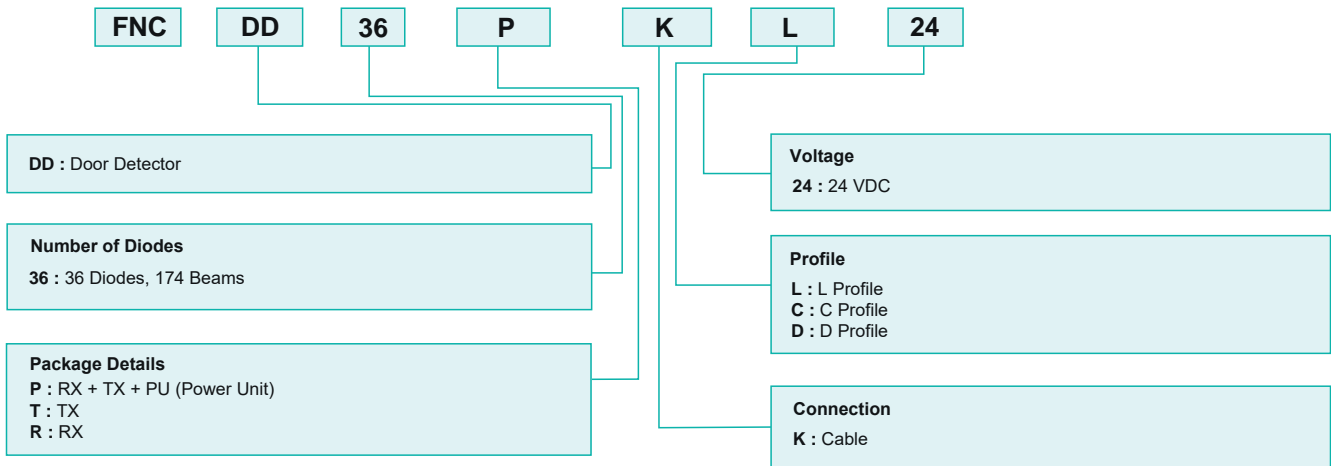 FNC DD 36 P K L 24
DD : Door Detector
Number of Diodes
36 : 36 Diodes, 174 Beams
Package Details
P : RX + TX + PU (Power Unit)
T : TX
R : RX
Voltage
24 : 24 VDC
Profile
L : L Profile
C : C Profile
D : D Profile
Connection
K : Cable